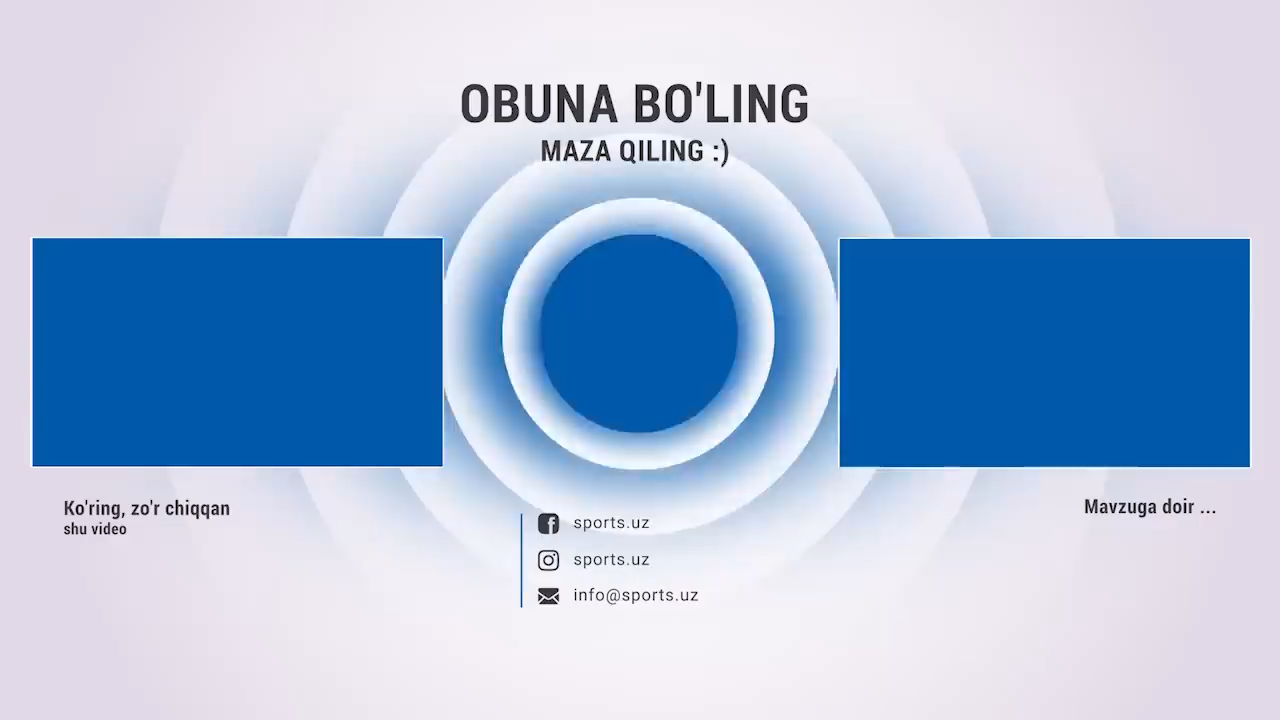 OBUNA BO'LING
MAZA QILING :)
Ko'ring, zo'r chiqqan
shu video
Mavzuga doir ...
sports.uz
sports.uz
info@sports.uz